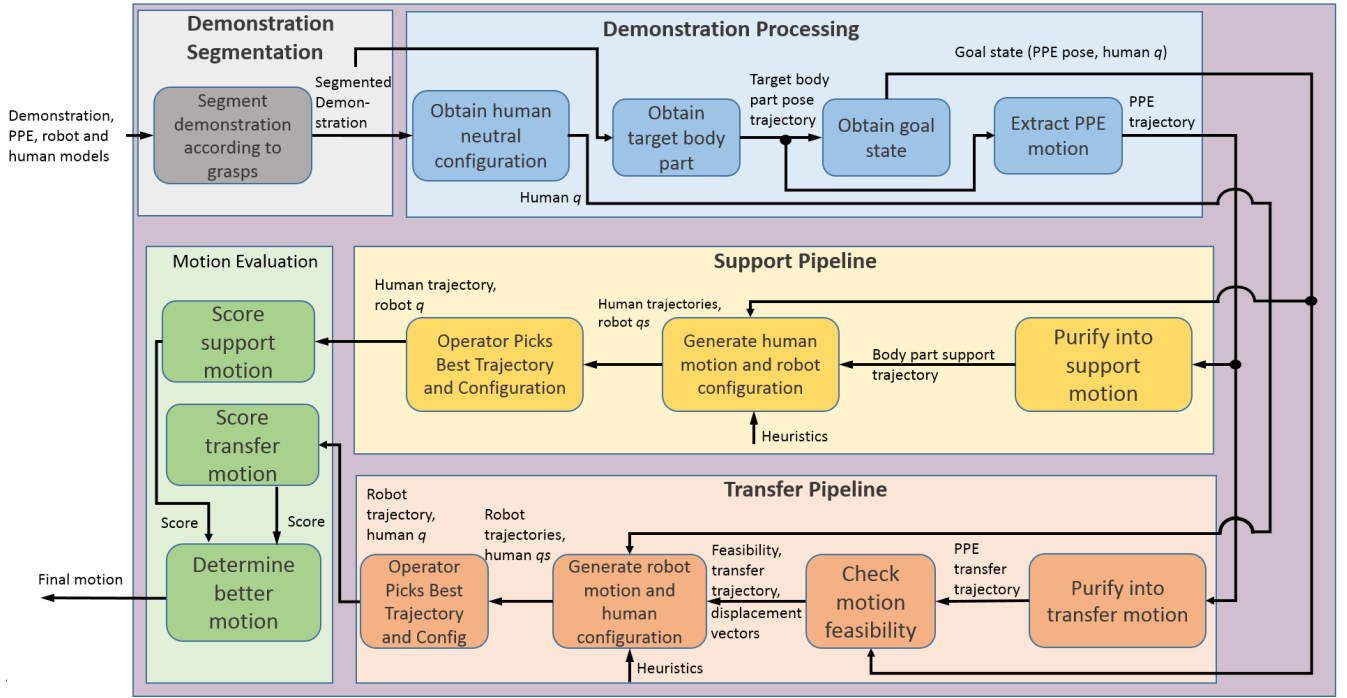 Demonstration
Segmentation
Demonstration Processing
Goal state (PPE pose, human q)
Segmented
Demon-
stration
Target body
part pose
trajectory
PPE
trajectory
Demonstration,
PPE, robot and
human models
Segment
demonstration
according to
grasps
Obtain human
neutral
configuration
Obtain
target body
part
Obtain goal
state
Extract PPE
motion
Human q
Motion Evaluation
Support Pipeline
Human trajectory,
robot q
Human trajectories,
robot qs
Score
support
motion
Operator Picks
Best Trajectory
and Configuration
Generate human
motion and robot
configuration
Body part support
trajectory
Purify into
support
motion
Heuristics
Score
transfer
motion
Transfer Pipeline
Robot
trajectory,
human q
Robot
trajectories,
human qs
Feasibility,
transfer
trajectory,
displacement
vectors
PPE
transfer
trajectory
Score
Score
Final motion
Determine
better
motion
Operator
Picks Best
Trajectory
and Config
Generate robot
motion and
human
configuration
Check
motion
feasibility
Purify into
transfer motion
Heuristics